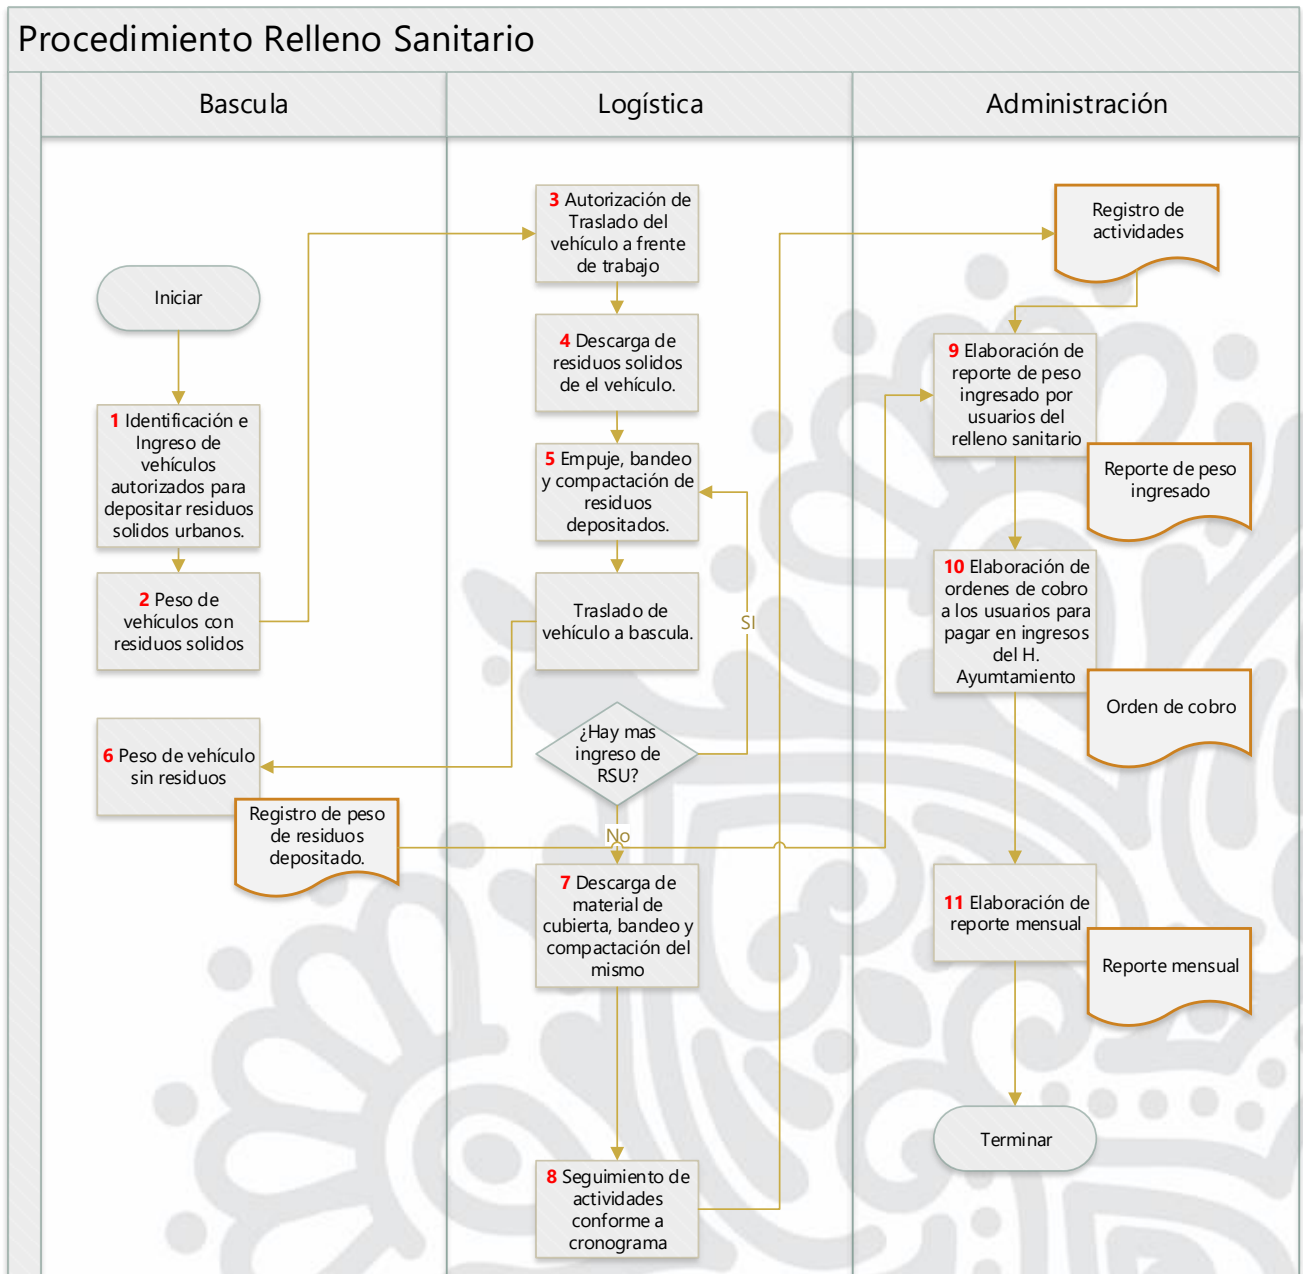 Procedimiento Relleno Sanitario
Bascula
Logística
Administración
Iniciar
1 Identificación e
Ingreso de
vehículos
autorizados para
depositar residuos
solidos urbanos.
2 Peso de
vehículos con
residuos solidos
6 Peso de vehículo
sin residuos
Registro de peso
de residuos
depositado.
3 Autorización de
Traslado del
vehículo a frente
de trabajo
4 Descarga de
residuos solidos
de el vehículo.
5 Empuje, bandeo
y compactación de
residuos
depositados.
Traslado de
vehículo a bascula.
SI
¿Hay mas
ingreso de
RSU?
No
7 Descarga de
material de
cubierta, bandeo y
compactación del
mismo
8 Seguimiento de
actividades
conforme a
cronograma
Registro de
actividades
9 Elaboración de
reporte de peso
ingresado por
usuarios del
relleno sanitario
Reporte de peso
ingresado
10 Elaboración de
ordenes de cobro
a los usuarios para
pagar en ingresos
del H.
Ayumtamiento
Orden de cobro
11 Elaboración de
reporte mensual
Reporte mensual
Terminar